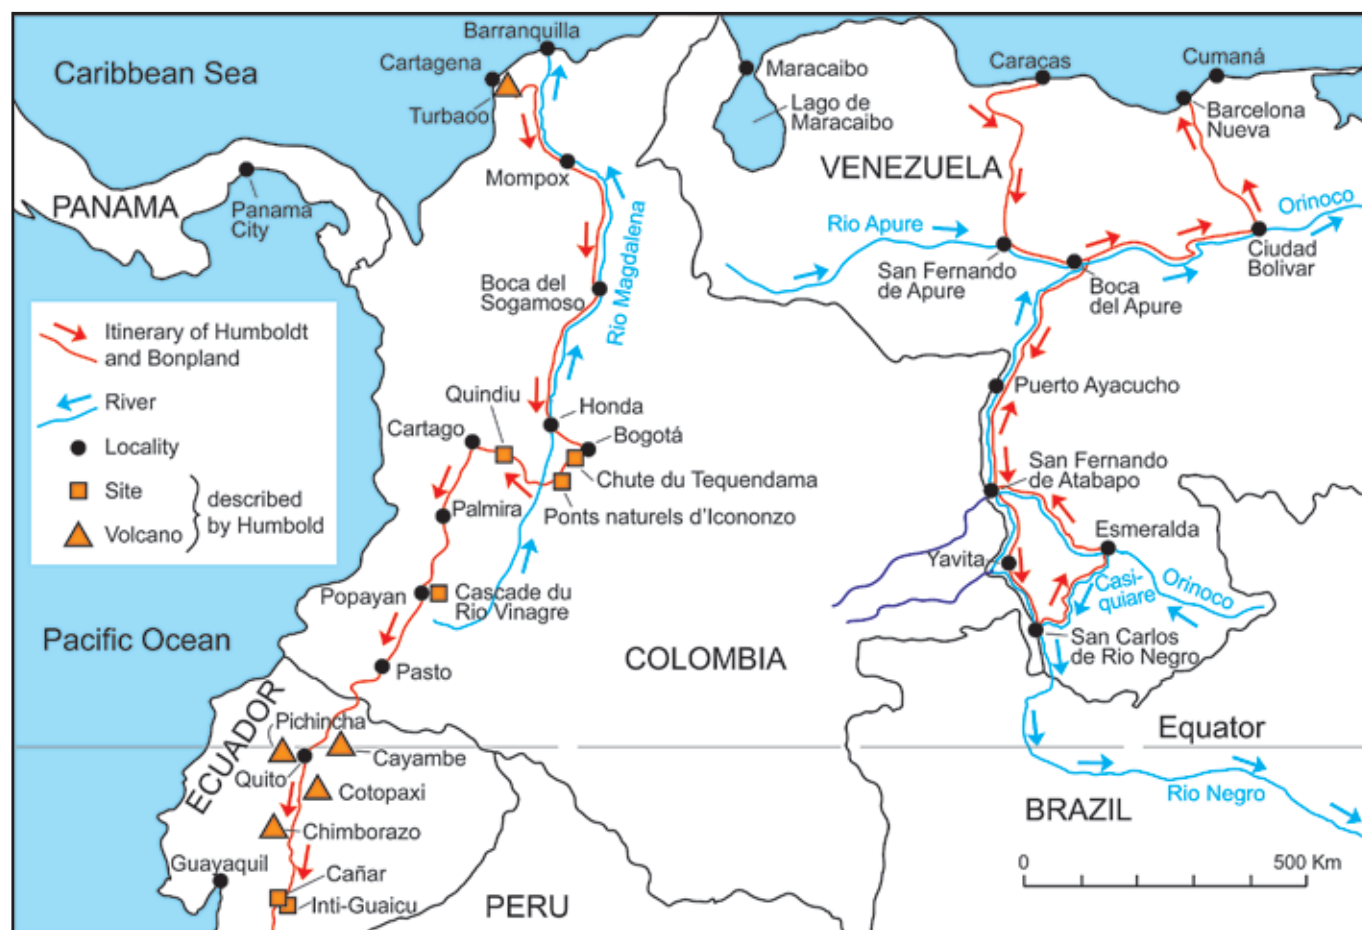 Caribbean Sea
Barranquilla
Cartagena
Turbaoo
Mompox
Maracaibo
Lago de
Maracaibo
Caracas
Cumaná
Barcelona
Nueva
VENEZUELA
PANAMA
Panama
City
Rio Magdalena
Rio Apure
San Fernando
de Apure
Boca
del Apure
Orinoco
Ciudad
Bolivar
Boca del
Sogamoso
Itinerary of Humboldt
and Bonpland
River
Locality
Site
Volcano
described
by Humbold
Quindiu
Honda
Cartago
Bogotá
Chute du Tequendama
Palmira
Ponts naturels d'Icononzo
Puerto Ayacucho
San Fernando
de Atabapo
Esmeralda
Yavita
Casi-
quiare
Orinoco
Popayan
Cascade du
Rio Vinagre
San Carlos
de Rio Negro
Pacific Ocean
COLOMBIA
Pasto
ECUADOR
Pichincha
Cayambe
Quito
Cotopaxi
Chimborazo
Guayaquil
Cañar
Inti-Guaicu
PERU
Equator
Rio Negro
BRAZIL
0
500 Km